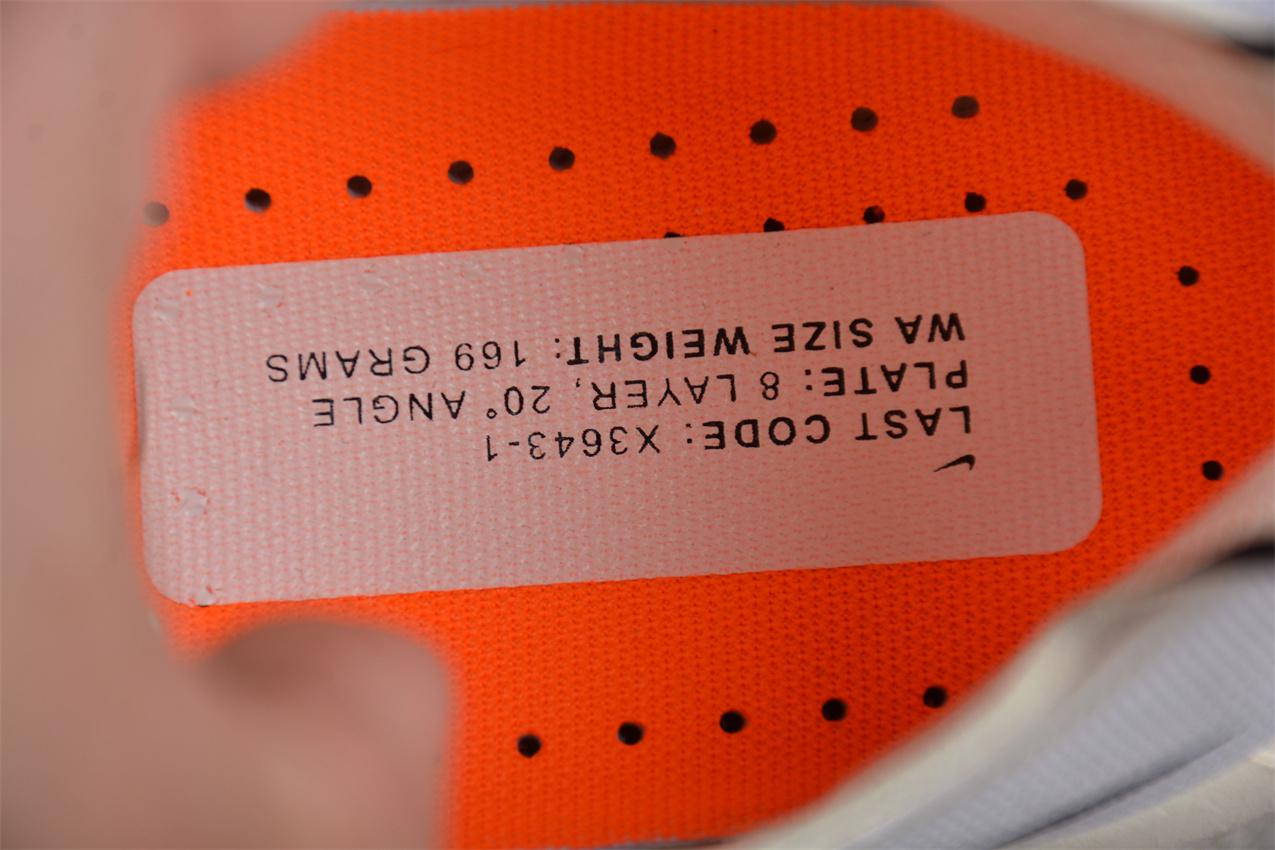 LAST CODE: X3643-1
PLATE: 8 LAYER, 20° ANGLE
WA SIZE WEIGHT: 169 GRAMS